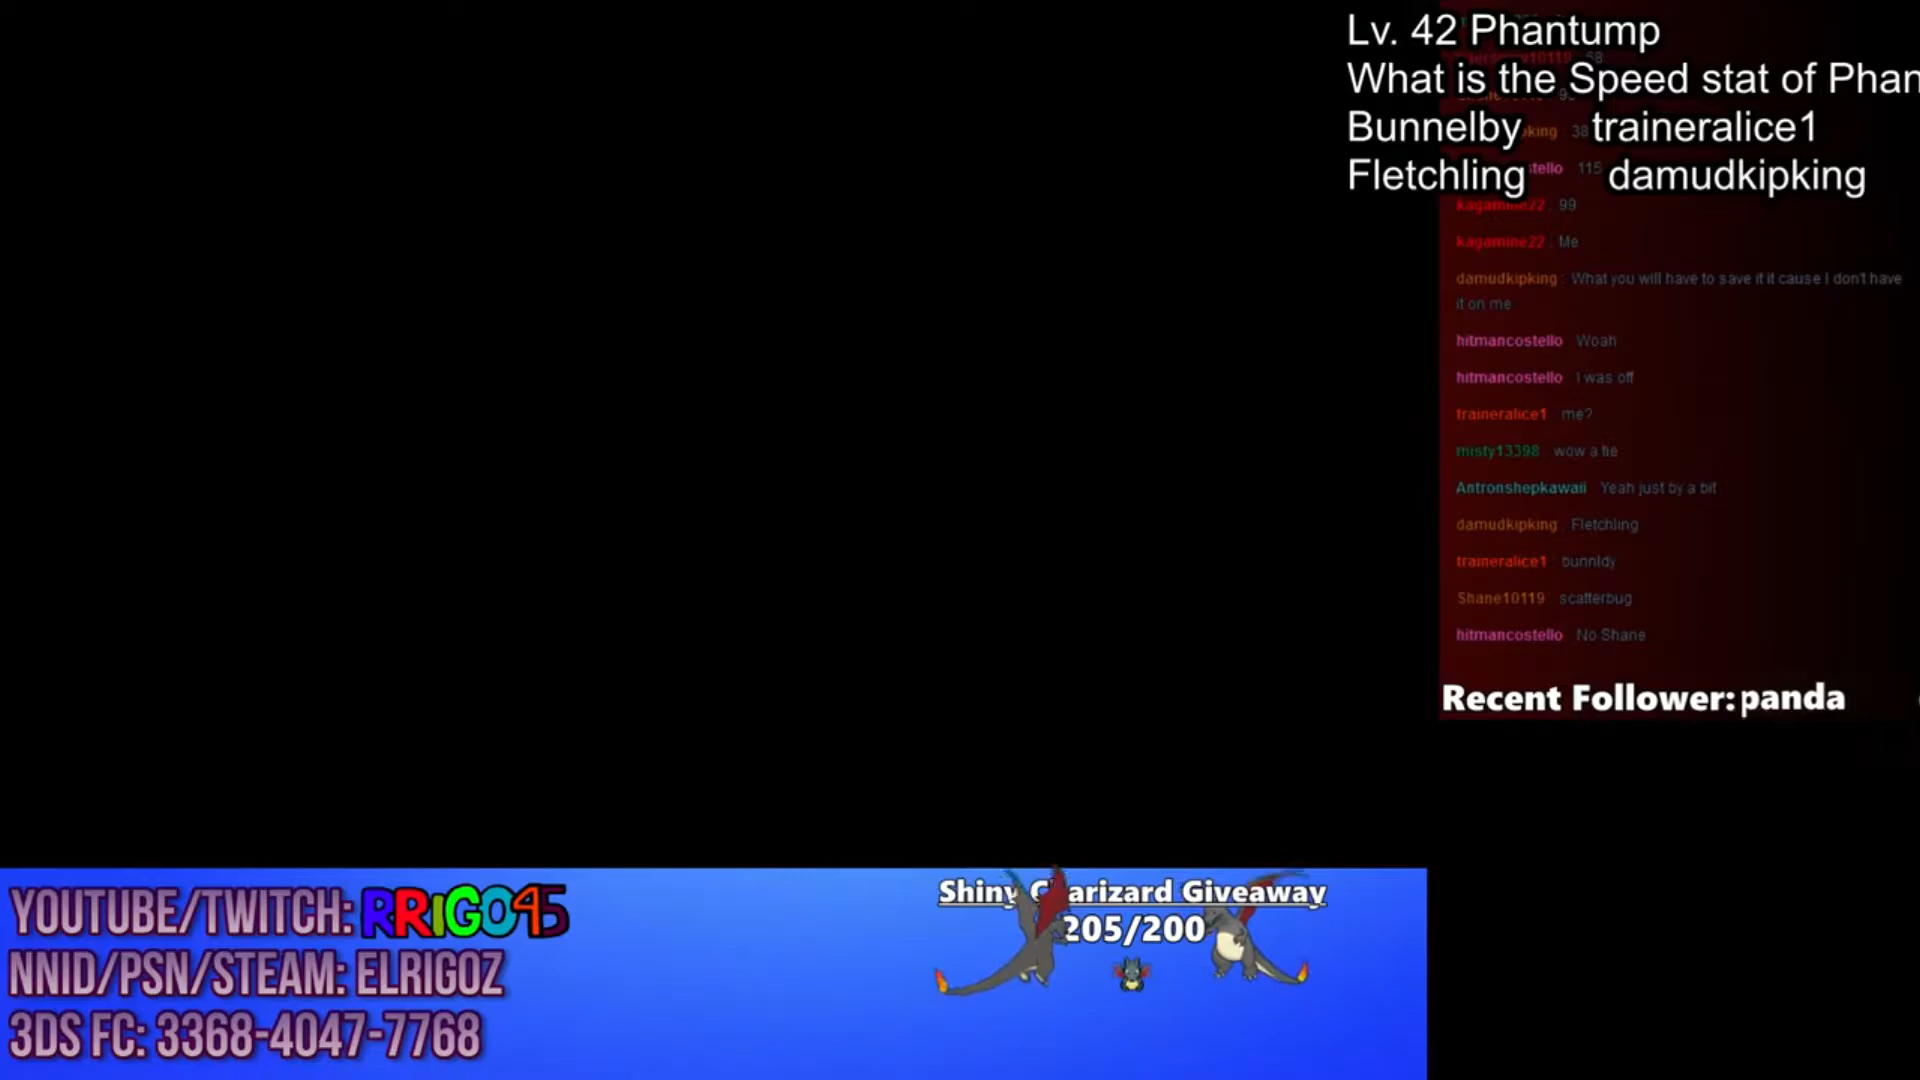 Lv. 42 Phantump
What is the Speed stat of Phan
Bunnelby traineralice1
Fletchling damudkipking
kagamine22 : 99
kagamine22 : Me
damudkipking : What you will have to save it it cause I don't have
it on me
hitmancostello Woah
hitmancostello I was off
traineralice1 me?
misty13398 : wow a tie
Antronshepkawaii Yeah just by a bit
damudkipking : Fletchling
traineralice1 bunnldy
Shane10119 scatterbug
hitmancostello No Shane
Recent Follower: panda
Shiny Charizard Giveaway
205/200
YOUTUBE/TWITCH: RRIGO45
NNID/PSN/STEAM: ELRIGOZ
3DS FC: 3368-4047-7768